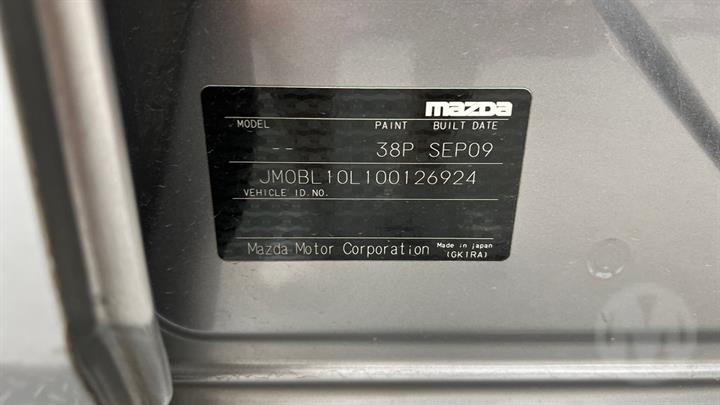 mazda
MODEL PAINT BUILT DATE
-- 38P SEP09
JM0BL10L100126924
VEHICLE ID.NO.
Mazda Motor Corporation Made in japan
(GK1RA)